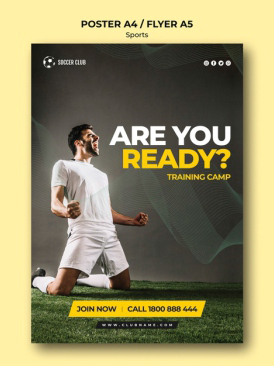 POSTER A4 / FLYER A5
Sports
SOCCER CLUB
ARE YOU
READY?
TRAINING CAMP
JOIN NOW | CALL 1800 888 444
WWW.CLUBNAME.COM